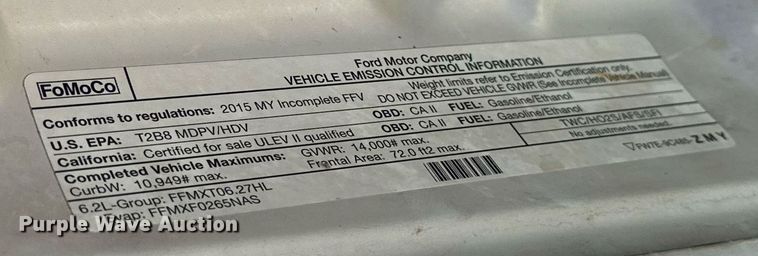 FoMoCo
Ford Motor Company
VEHICLE EMISSION CONTROL INFORMATION
Conforms to regulations: 2015 MY Incomplete FFV
Weight limits refer to Emission Certification only.
DO NOT EXCEED VEHICLE GVWR (See Incomplete Vehicle Manual)
U.S. EPA: T2B8 MDPV/HDV OBD: CA II FUEL: Gasoline/Ethanol
California: Certified for sale ULEV II qualified OBD: CA II FUEL: Gasoline/Ethanol
Completed Vehicle Maximums:
CurbW: 10,949# max. GVWR: 14,000# max.
Frontal Area: 72.0 ft2 max.
TWC/HO2S/AFS/SFI
No adjustments needed.
6.2L-Group: FFMXT06.27HL
Evap: FFMXF0265NAS
ZMY
Purple Wave Auction